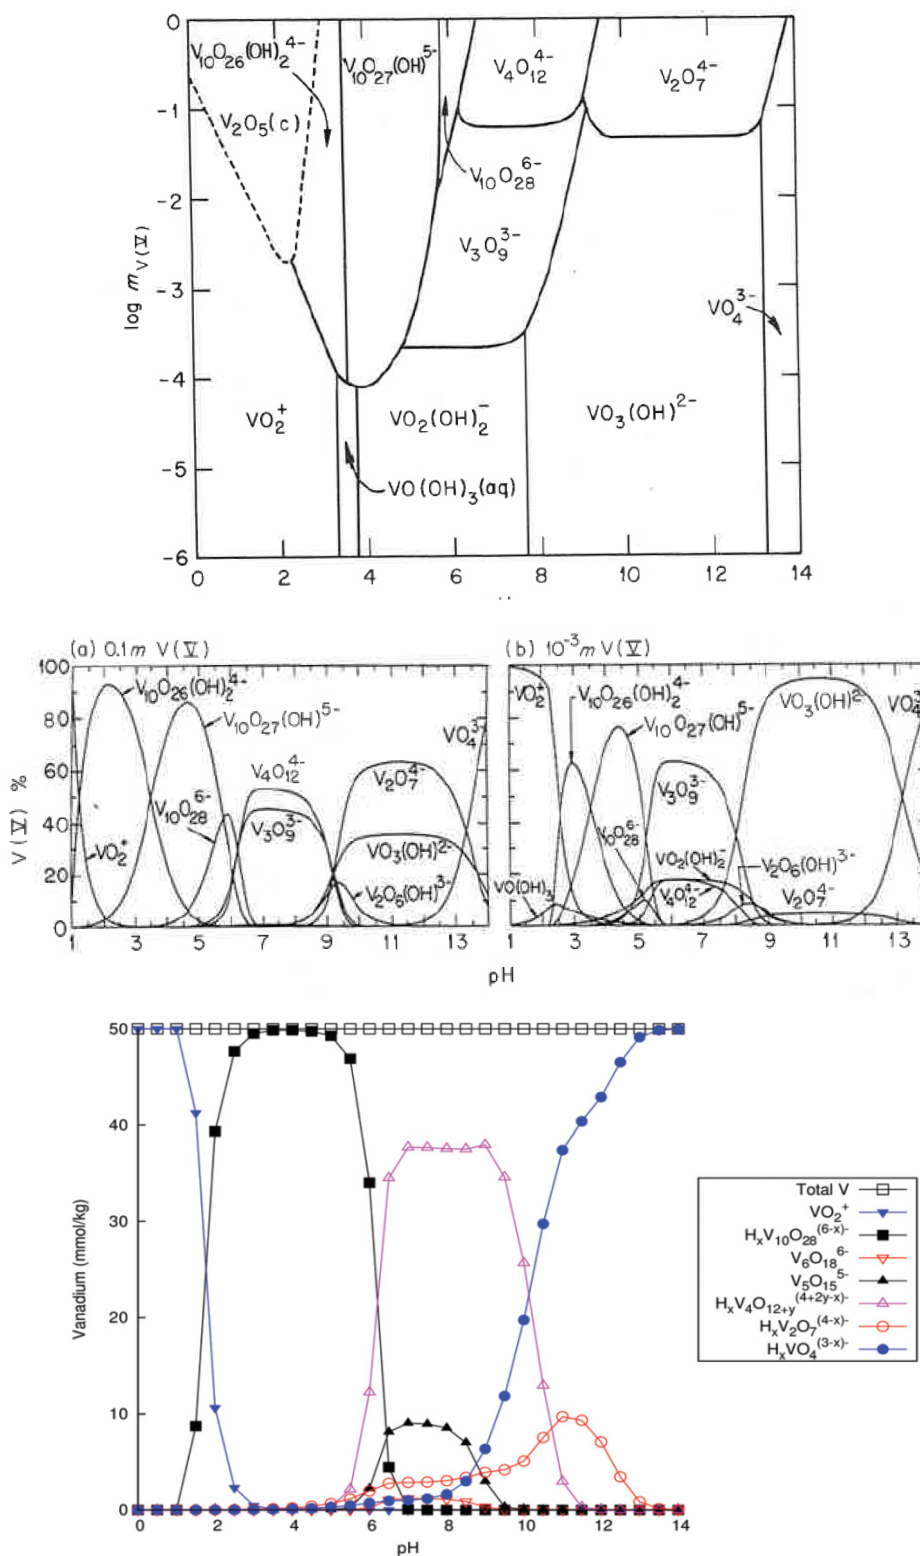 0
V10O26(OH)2^4-
V10O27(OH)^5-
V4O12^4-
V2O7^4-
-1
V2O5(c)
V10O28^6-
-2
V3O9^3-
log mV(V)
-3
VO4^3-
-4
VO2^+
VO2(OH)2^-
VO3(OH)^2-
-5
VO(OH)3(aq)
-6
0 2 4 6 8 10 12 14
(a) 0.1m V(V)
100
V10O26(OH)2^4+
80
V10O27(OH)^5-
VO4^3-
60
V4O12^4-
V2O7^4-
V(V) %
40
V10O28^6-
V3O9^3-
VO3(OH)^2-
20
VO2^+
V2O6(OH)^3-
0
1 3 5 7 9 11 13
(b) 10^-3 m V(V)
VO2^+
V10O26(OH)2^4-
VO3(OH)^2-
VO4^3-
V10O27(OH)^5-
V3O9^3-
V10O28^6-
VO2(OH)2^-
V2O6(OH)^3-
VO(OH)3
V4O12^4-
V2O7^4-
1 3 5 7 9 11 13
pH
50
40
30
20
10
0
Vanadium (mmol/kg)
0 2 4 6 8 10 12 14
pH
Total V
VO2^+
HxV10O28^(6-x)-
V6O18^6-
V5O15^5-
HxV4O12+y^(4+2y-x)-
HxV2O7^(4-x)-
HxVO4^(3-x)-